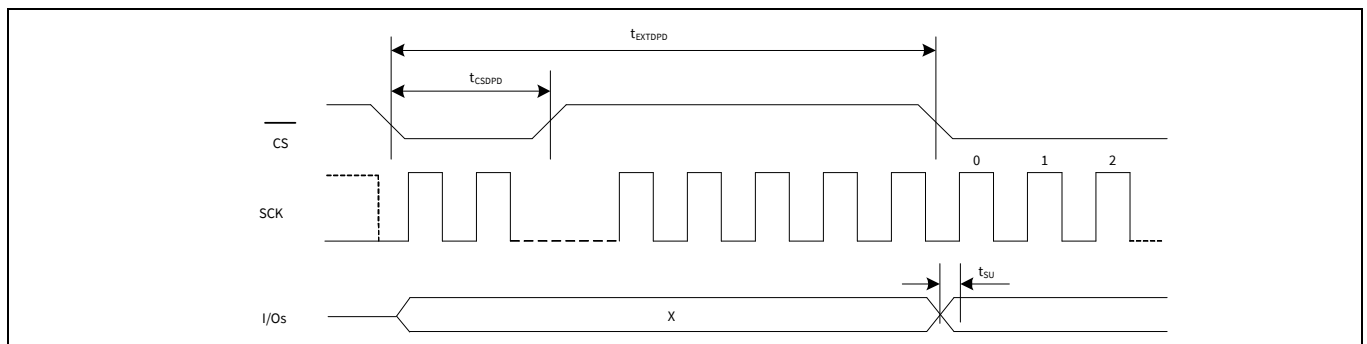 tEXTDPD
tCSDPD
CS
0 1 2
SCK
tSU
I/Os X